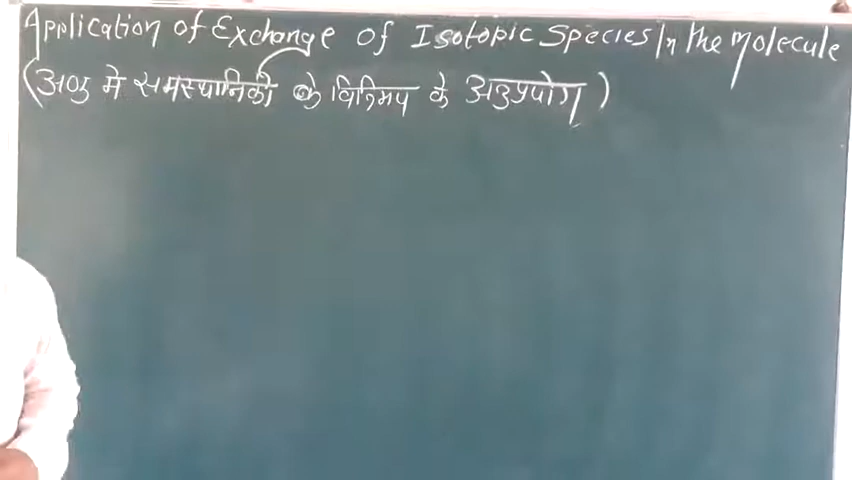 Application of Exchange of Isotopic Species In the molecule
(अणु मे समस्थानिको के विनिमय के अनुप्रयोग)